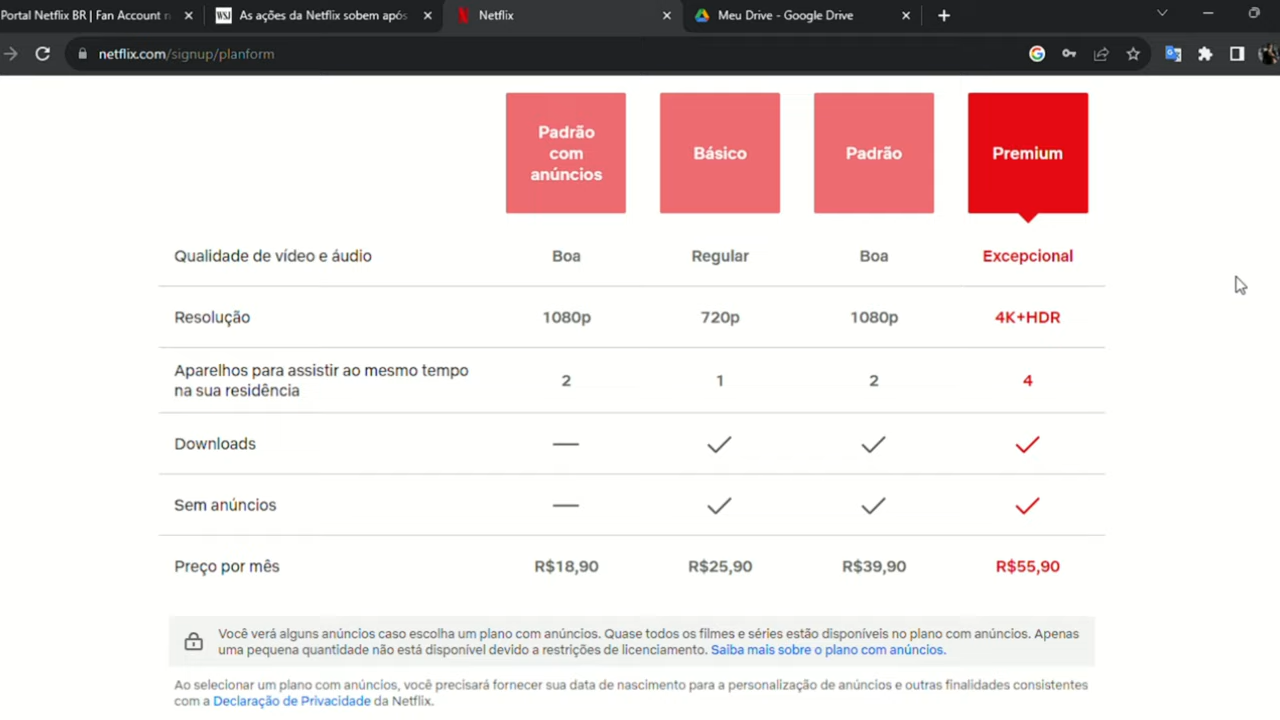 Portal Netflix BR | Fan Account n
WSJ As ações da Netflix sobem após
Netflix
Meu Drive - Google Drive
netflix.com/signup/planform
Padrão
com
anúncios
Básico
Padrão
Premium
Qualidade de vídeo e áudio Boa Regular Boa Excepcional
Resolução 1080p 720p 1080p 4K+HDR
Aparelhos para assistir ao mesmo tempo
na sua residência 2 1 2 4
Downloads
Sem anúncios
Preço por mês R$18,90 R$25,90 R$39,90 R$55,90
Você verá alguns anúncios caso escolha um plano com anúncios. Quase todos os filmes e séries estão disponíveis no plano com anúncios. Apenas
uma pequena quantidade não está disponível devido a restrições de licenciamento. Saiba mais sobre o plano com anúncios.
Ao selecionar um plano com anúncios, você precisará fornecer sua data de nascimento para a personalização de anúncios e outras finalidades consistentes
com a Declaração de Privacidade da Netflix.